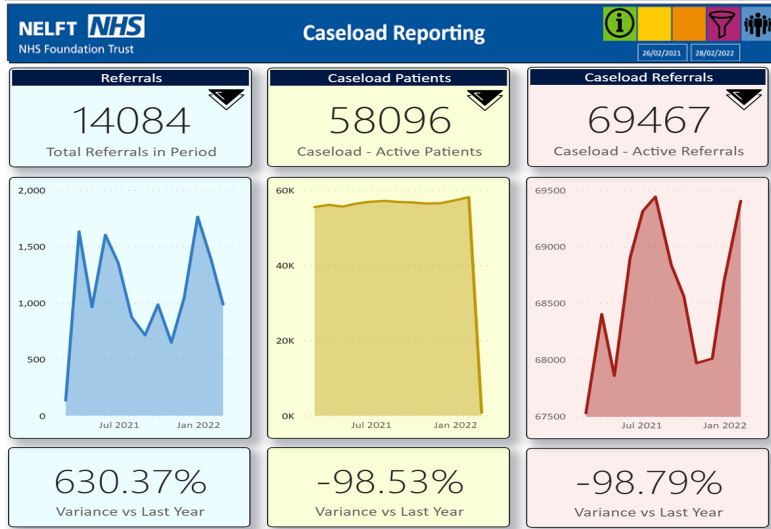 NELFT NHS
NHS Foundation Trust
Caseload Reporting
26/02/2021 28/02/2022
Referrals
14084
Total Referrals in Period
Caseload Patients
58096
Caseload - Active Patients
Caseload Referrals
69467
Caseload - Active Referrals
2,000
1,500
1,000
500
0
Jul 2021 Jan 2022
60K
40K
20K
0K
Jul 2021 Jan 2022
69500
69000
68500
68000
67500
Jul 2021 Jan 2022
630.37%
Variance vs Last Year
-98.53%
Variance vs Last Year
-98.79%
Variance vs Last Year